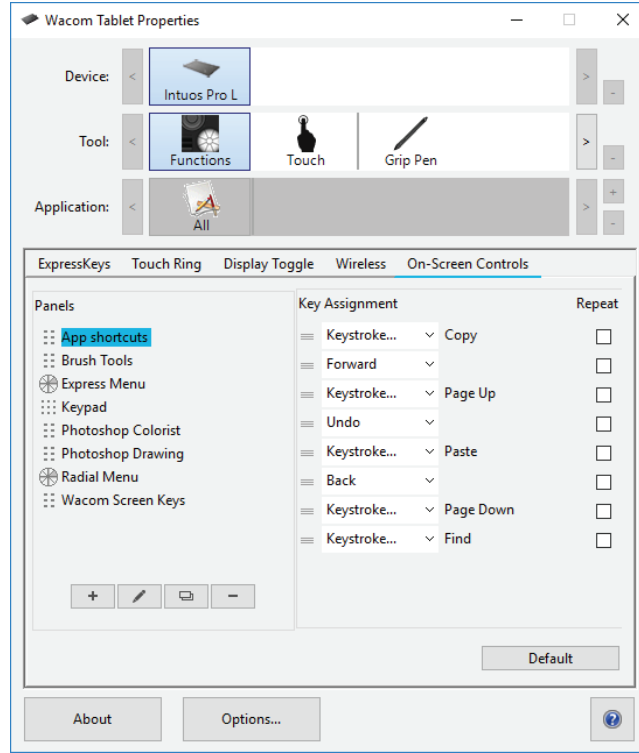 Wacom Tablet Properties
Device:
Intuos Pro L
Tool:
Functions Touch Grip Pen
Application:
All
ExpressKeys Touch Ring Display Toggle Wireless On-Screen Controls
Panels
App shortcuts
Brush Tools
Express Menu
Keypad
Photoshop Colorist
Photoshop Drawing
Radial Menu
Wacom Screen Keys
Key Assignment Repeat
Keystroke... Copy
Forward
Keystroke... Page Up
Undo
Keystroke... Paste
Back
Keystroke... Page Down
Keystroke... Find
Default
About Options...